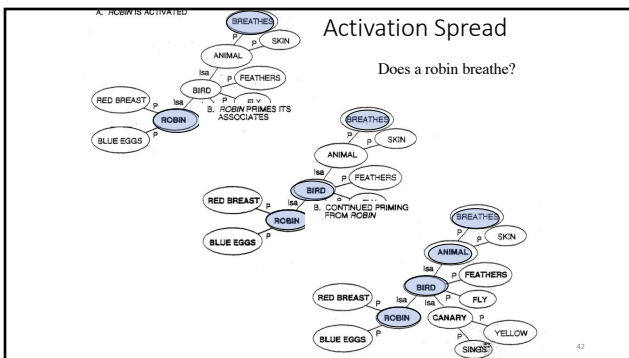 A. ROBIN IS ACTIVATED
Activation Spread
Does a robin breathe?
BREATHES
P
P
SKIN
ANIMAL
Isa
P
FEATHERS
BIRD
P
P
FLY
RED BREAST
P
Isa
ROBIN
BLUE EGGS
P
B. ROBIN PRIMES ITS
ASSOCIATES
BREATHES
P
P
SKIN
ANIMAL
Isa
P
FEATHERS
BIRD
RED BREAST
P
Isa
ROBIN
BLUE EGGS
P
B. CONTINUED PRIMING
FROM ROBIN
BREATHES
P
P
SKIN
ANIMAL
Isa
P
FEATHERS
BIRD
P
FLY
RED BREAST
P
Isa
Isa
ROBIN
CANARY
BLUE EGGS
P
P
YELLOW
P
SINGS
42